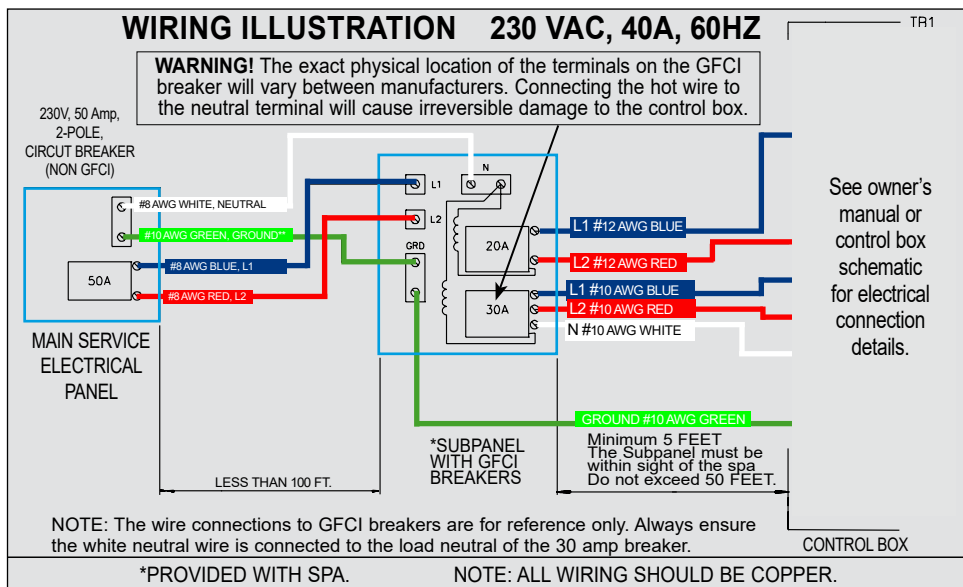 WIRING ILLUSTRATION 230 VAC, 40A, 60HZ
TB1
WARNING! The exact physical location of the terminals on the GFCI
breaker will vary between manufacturers. Connecting the hot wire to
the neutral terminal will cause irreversible damage to the control box.
230V, 50 Amp,
2-POLE,
CIRCUT BREAKER
(NON GFCI)
#8 AWG WHITE, NEUTRAL
#10 AWG GREEN, GROUND**
#8 AWG BLUE, L1
#8 AWG RED, L2
50A
MAIN SERVICE
ELECTRICAL
PANEL
L1
N
L2
GRD
20A
30A
L1 #12 AWG BLUE
L2 #12 AWG RED
L1 #10 AWG BLUE
L2 #10 AWG RED
N #10 AWG WHITE
GROUND #10 AWG GREEN
See owner's
manual or
control box
schematic
for electrical
connection
details.
*SUBPANEL
WITH GFCI
BREAKERS
Minimum 5 FEET
The Subpanel must be
within sight of the spa
Do not exceed 50 FEET.
LESS THAN 100 FT.
NOTE: The wire connections to GFCI breakers are for reference only. Always ensure
the white neutral wire is connected to the load neutral of the 30 amp breaker.
CONTROL BOX
*PROVIDED WITH SPA.
NOTE: ALL WIRING SHOULD BE COPPER.